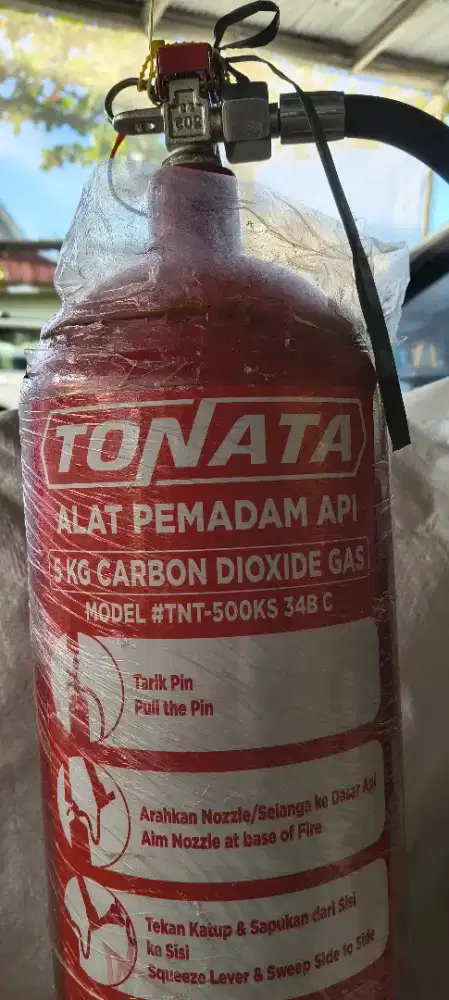 TONATA
ALAT PEMADAM API
5 KG CARBON DIOXIDE GAS
MODEL #TNT-500KS 34B C
Tarik Pin
Pull the Pin
Arahkan Nozzle/Selanga ke Dasar Api
Aim Nozzle at base of Fire
Tekan Katup & Sapukan dari Sisi
ke Sisi
Squeeze Lever & Sweep Side to Side